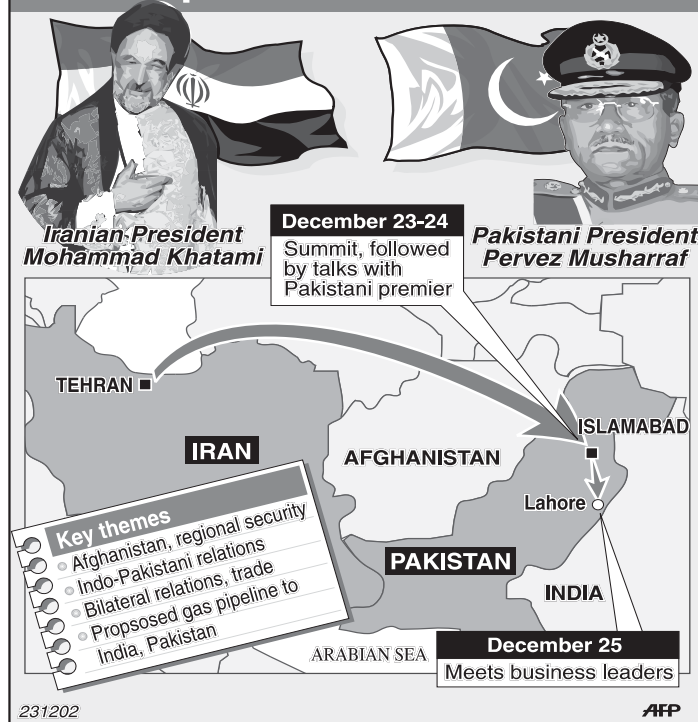 Iranian President
Mohammad Khatami
Pakistani President
Pervez Musharraf
December 23-24
Summit, followed
by talks with
Pakistani premier
TEHRAN
IRAN
AFGHANISTAN
ISLAMABAD
Lahore
PAKISTAN
INDIA
ARABIAN SEA
Key themes
Afghanistan, regional security
Indo-Pakistani relations
Bilateral relations, trade
Propsosed gas pipeline to
India, Pakistan
December 25
Meets business leaders
231202
AFP